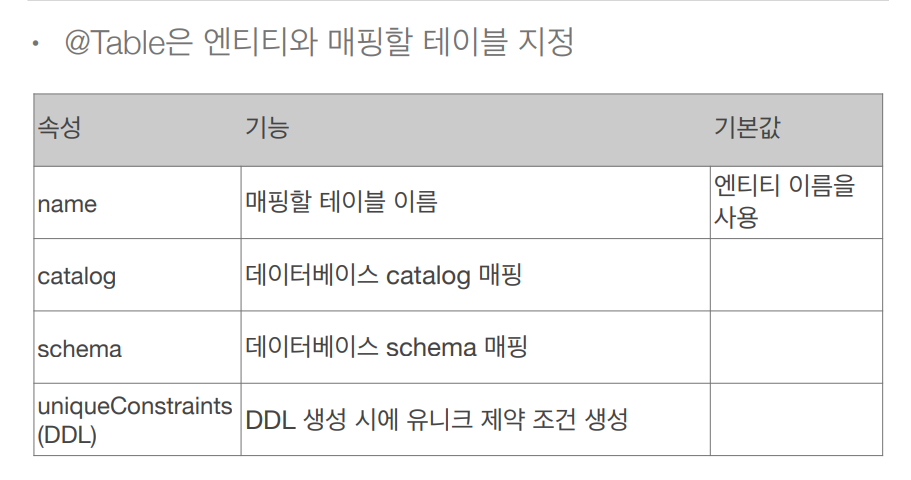 • @Table은 엔티티와 매핑할 테이블 지정
속성 기능 기본값
name 매핑할 테이블 이름 엔티티 이름을 사용
catalog 데이터베이스 catalog 매핑
schema 데이터베이스 schema 매핑
uniqueConstraints (DDL) DDL 생성 시에 유니크 제약 조건 생성